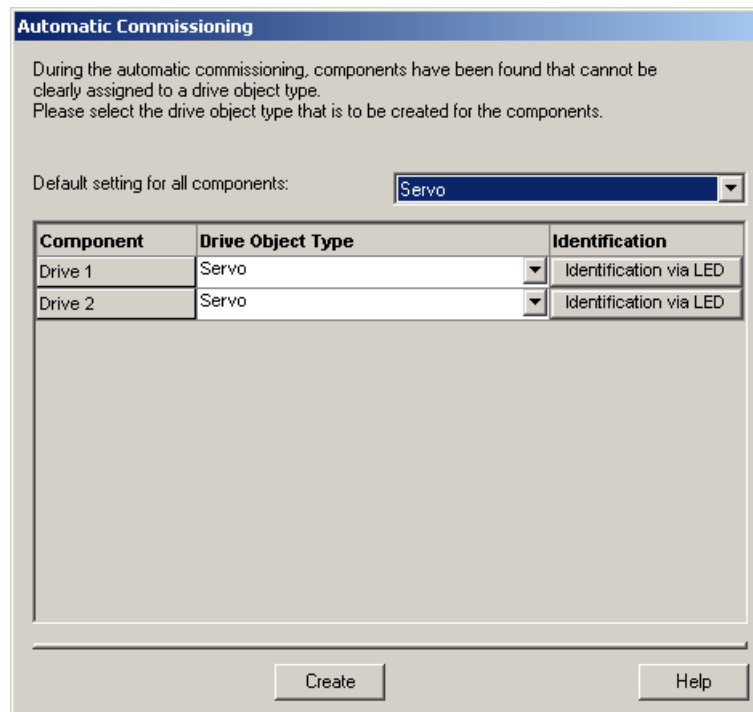 Automatic Commissioning
During the automatic commissioning, components have been found that cannot be
clearly assigned to a drive object type.
Please select the drive object type that is to be created for the components.
Default setting for all components: Servo
Component Drive Object Type Identification
Drive 1 Servo Identification via LED
Drive 2 Servo Identification via LED
Create Help